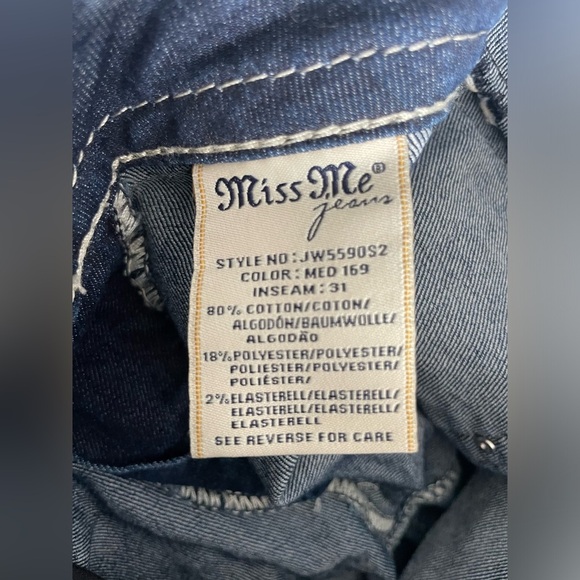 Miss Me®
jeans
STYLE NO:JW5590S2
COLOR:MED 169
INSEAM:31
80% COTTON/COTON/
ALGODÓN/BAUMWOLLE/
ALGODÃO
18%POLYESTER/POLYESTER/
POLIESTER/POLYESTER/
POLIÉSTER/
2%ELASTERELL/ELASTERELL/
ELASTERELL/ELASTERELL/
ELASTERELL
SEE REVERSE FOR CARE